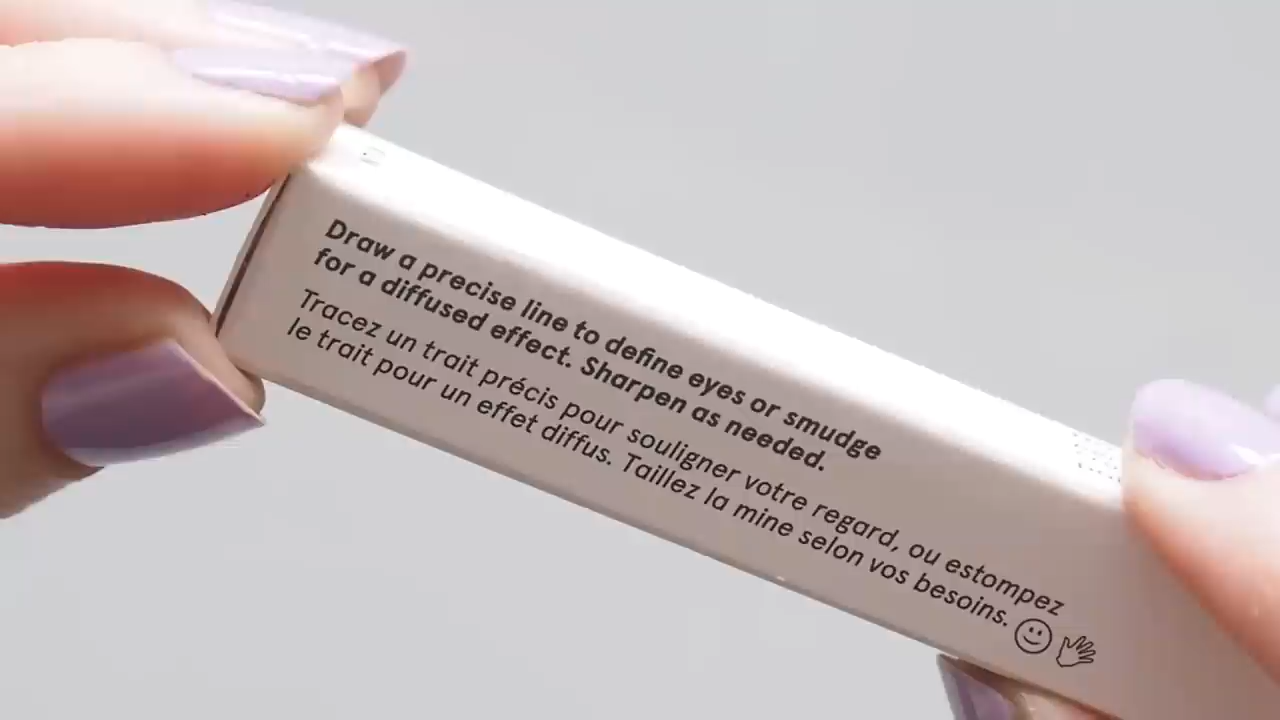 Draw a precise line to define eyes or smudge
for a diffused effect. Sharpen as needed.
Tracez un trait précis pour souligner votre regard, ou estompez
le trait pour un effet diffus. Taillez la mine selon vos besoins.